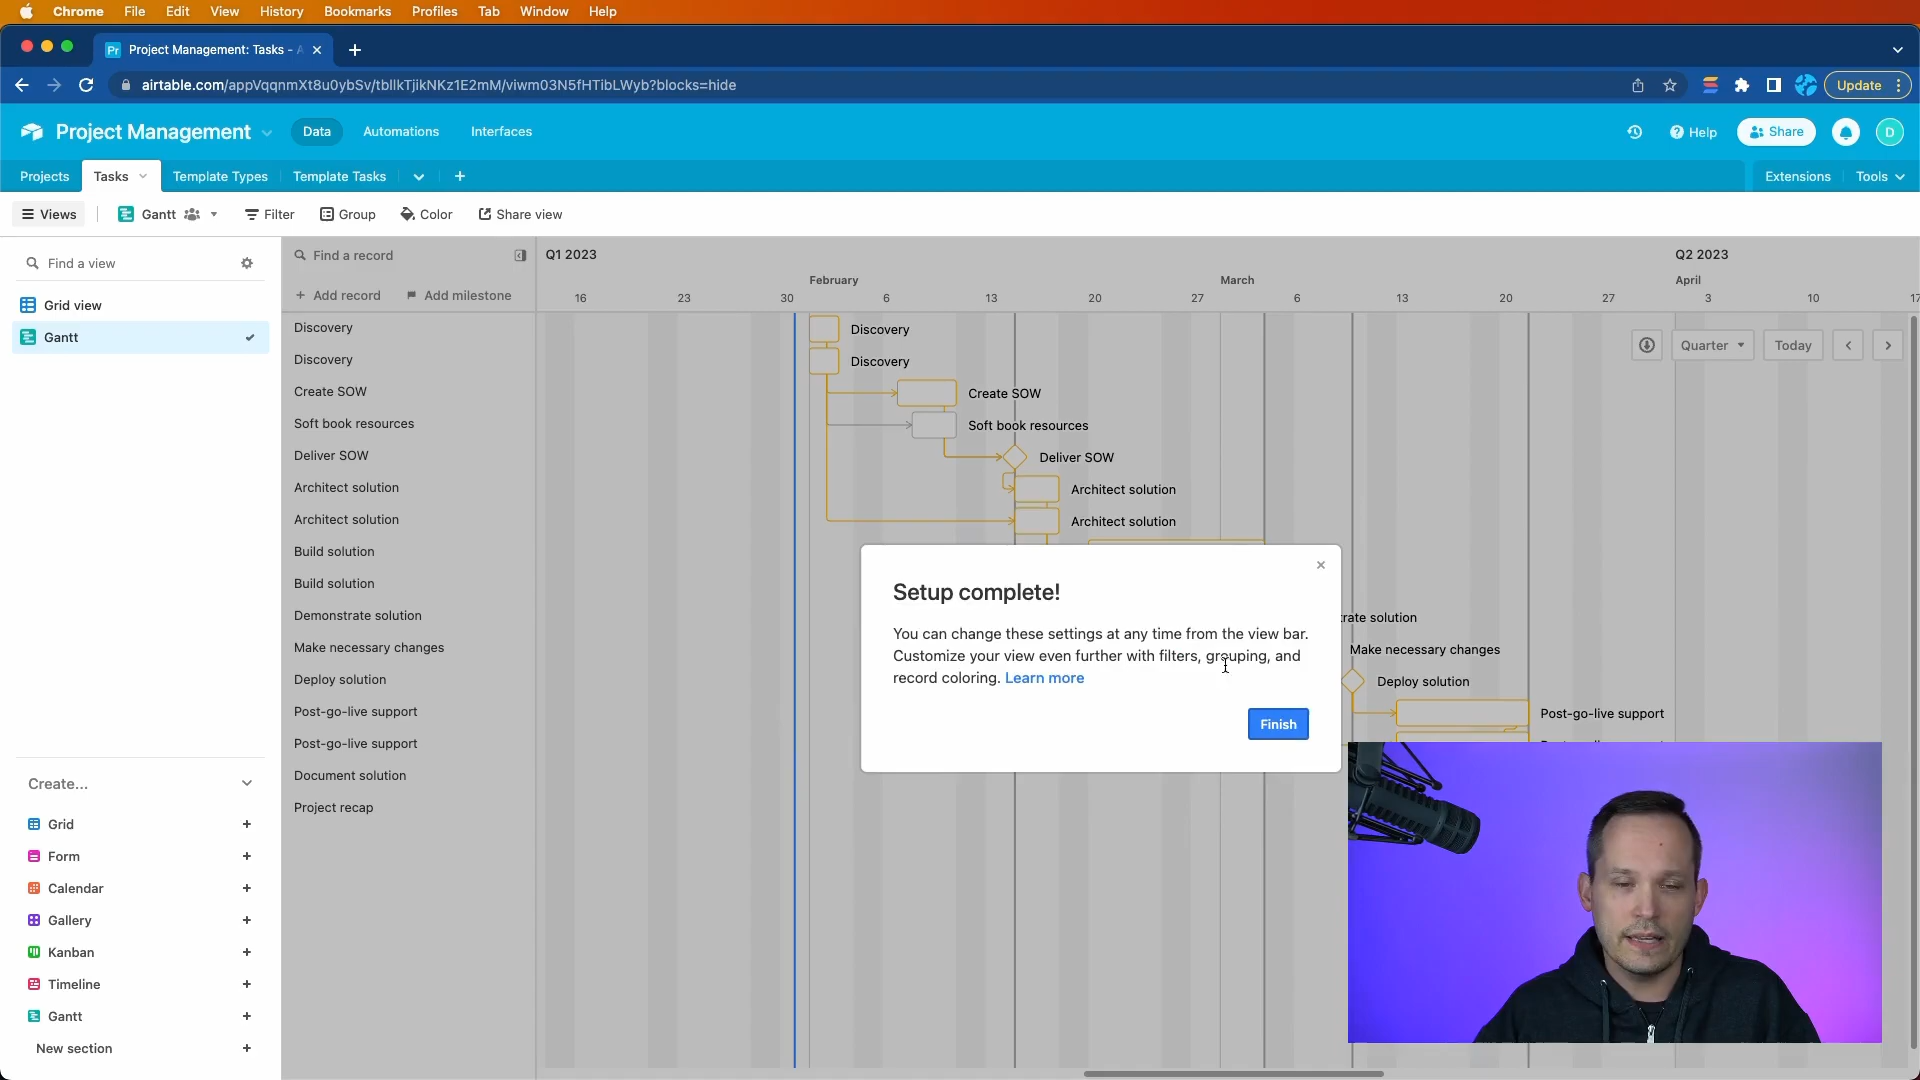 Chrome File Edit View History Bookmarks Profiles Tab Window Help
Pr Project Management: Tasks - A
airtable.com/appVqqnmXt8u0ybSv/tbllkTjikNKz1E2mM/viwm03N5fHTibLWyb?blocks=hide
Update
Project Management Data Automations Interfaces
Help Share D
Projects Tasks Template Types Template Tasks
Extensions Tools
Views Gantt Filter Group Color Share view
Find a view
Grid view
Gantt
Create...
Grid
Form
Calendar
Gallery
Kanban
Timeline
Gantt
New section
Find a record
Add record Add milestone
Discovery
Discovery
Create SOW
Soft book resources
Deliver SOW
Architect solution
Architect solution
Build solution
Build solution
Demonstrate solution
Make necessary changes
Deploy solution
Post-go-live support
Post-go-live support
Document solution
Project recap
Q1 2023 Q2 2023
February March April
16 23 30 6 13 20 27 6 13 20 27 3 10 17
Quarter Today
Discovery
Discovery
Create SOW
Soft book resources
Deliver SOW
Architect solution
Architect solution
trate solution
Make necessary changes
Deploy solution
Post-go-live support
Setup complete!
You can change these settings at any time from the view bar.
Customize your view even further with filters, grouping, and
record coloring. Learn more
Finish